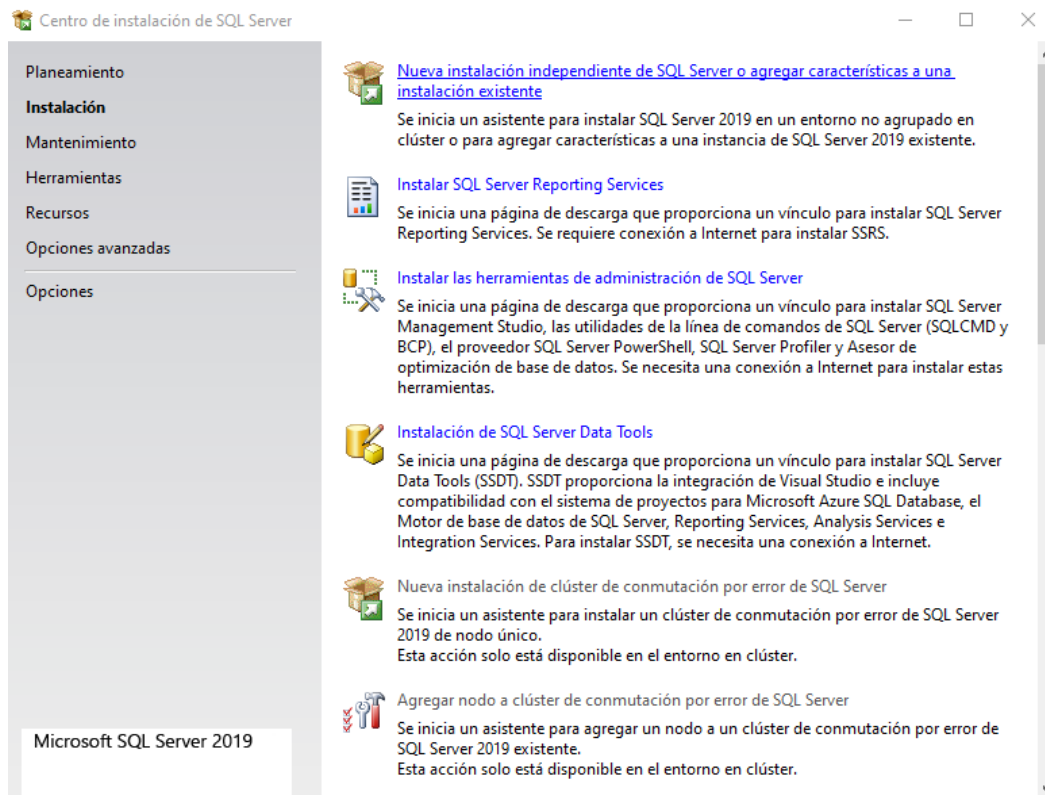 Centro de instalación de SQL Server
Planeamiento
Instalación
Mantenimiento
Herramientas
Recursos
Opciones avanzadas
Opciones
Microsoft SQL Server 2019
Nueva instalación independiente de SQL Server o agregar características a una
instalación existente
Se inicia un asistente para instalar SQL Server 2019 en un entorno no agrupado en
clúster o para agregar características a una instancia de SQL Server 2019 existente.
Instalar SQL Server Reporting Services
Se inicia una página de descarga que proporciona un vínculo para instalar SQL Server
Reporting Services. Se requiere conexión a Internet para instalar SSRS.
Instalar las herramientas de administración de SQL Server
Se inicia una página de descarga que proporciona un vínculo para instalar SQL Server
Management Studio, las utilidades de la línea de comandos de SQL Server (SQLCMD y
BCP), el proveedor SQL Server PowerShell, SQL Server Profiler y Asesor de
optimización de base de datos. Se necesita una conexión a Internet para instalar estas
herramientas.
Instalación de SQL Server Data Tools
Se inicia una página de descarga que proporciona un vínculo para instalar SQL Server
Data Tools (SSDT). SSDT proporciona la integración de Visual Studio e incluye
compatibilidad con el sistema de proyectos para Microsoft Azure SQL Database, el
Motor de base de datos de SQL Server, Reporting Services, Analysis Services e
Integration Services. Para instalar SSDT, se necesita una conexión a Internet.
Nueva instalación de clúster de conmutación por error de SQL Server
Se inicia un asistente para instalar un clúster de conmutación por error de SQL Server
2019 de nodo único.
Esta acción solo está disponible en el entorno en clúster.
Agregar nodo a clúster de conmutación por error de SQL Server
Se inicia un asistente para agregar un nodo a un clúster de conmutación por error de
SQL Server 2019 existente.
Esta acción solo está disponible en el entorno en clúster.